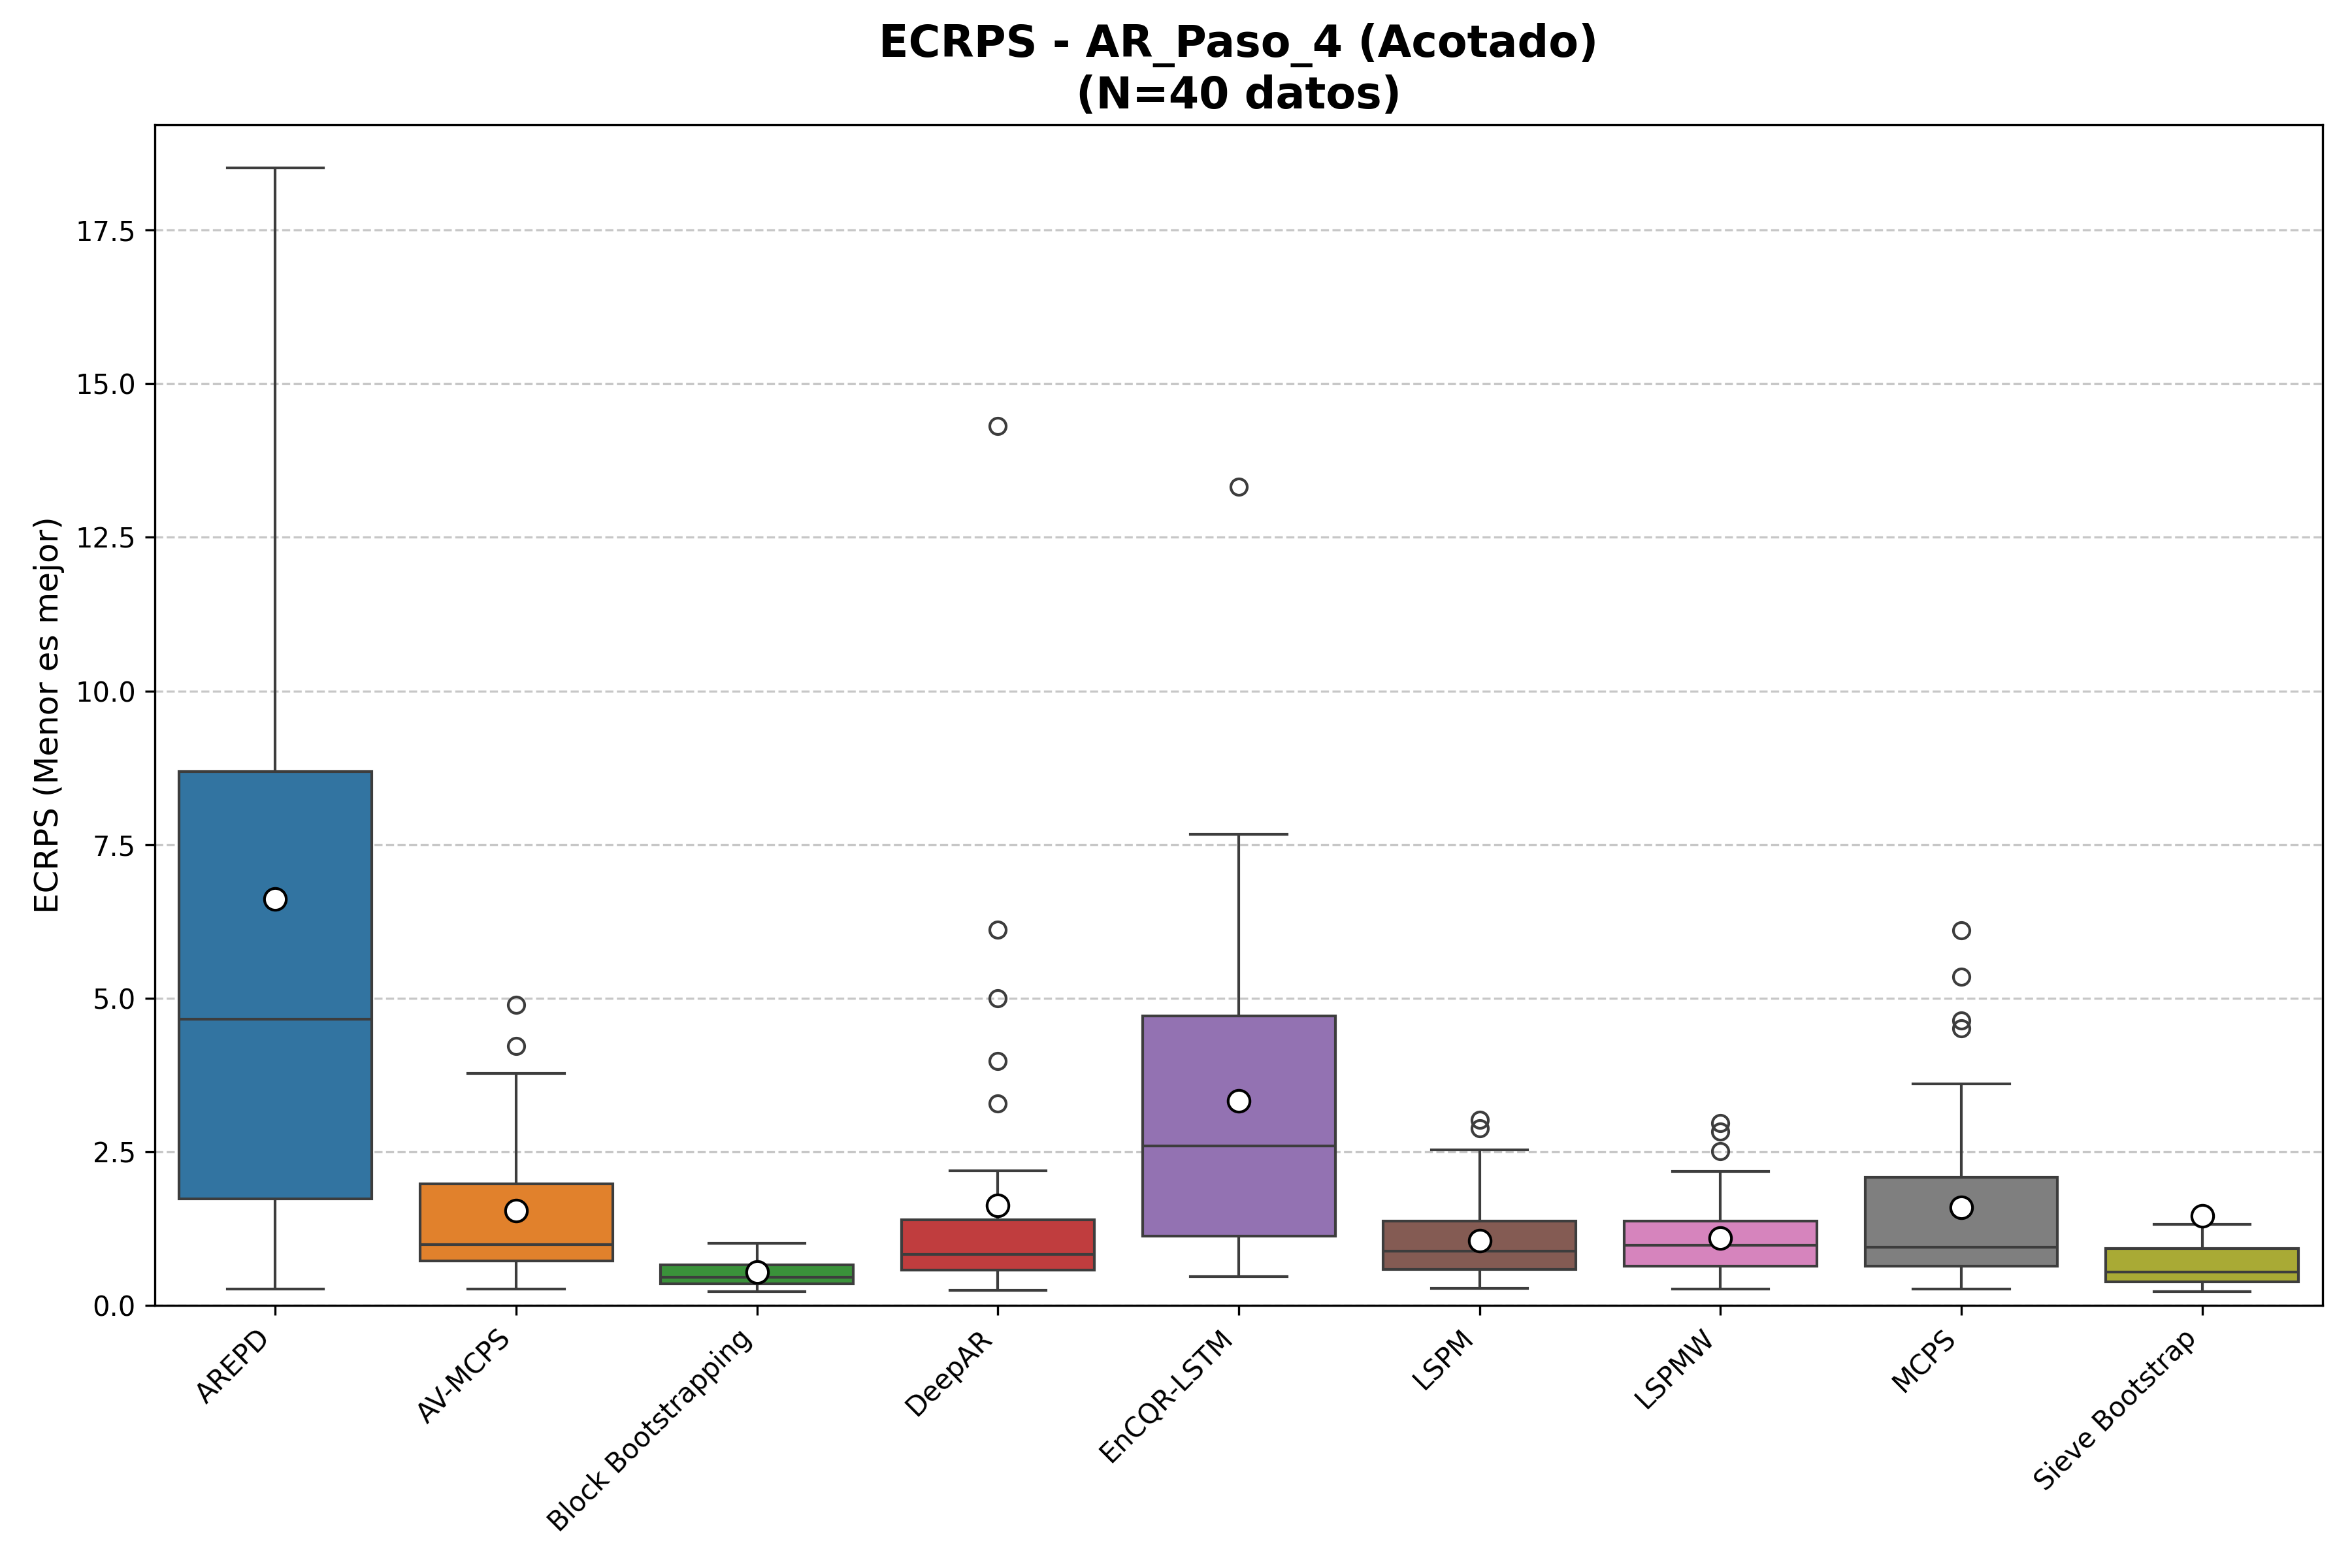 ECRPS - AR_Paso_4 (Acotado)
(N=40 datos)
ECRPS (Menor es mejor)
17.5
15.0
12.5
10.0
7.5
5.0
2.5
0.0
AREPD
AV-MCPS
Block Bootstrapping
DeepAR
EnCQR-LSTM
LSPM
LSPMW
MCPS
Sieve Bootstrap